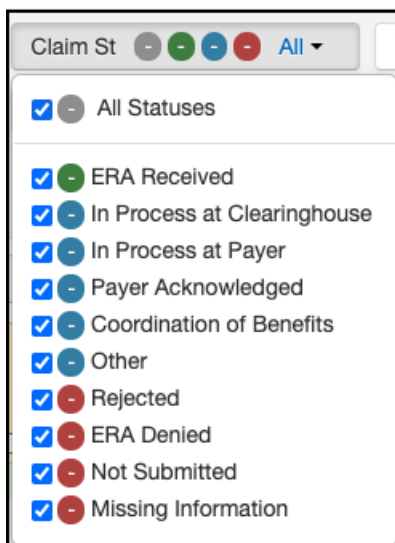 Claim St - - - - All
- All Statuses
- ERA Received
- In Process at Clearinghouse
- In Process at Payer
- Payer Acknowledged
- Coordination of Benefits
- Other
- Rejected
- ERA Denied
- Not Submitted
- Missing Information